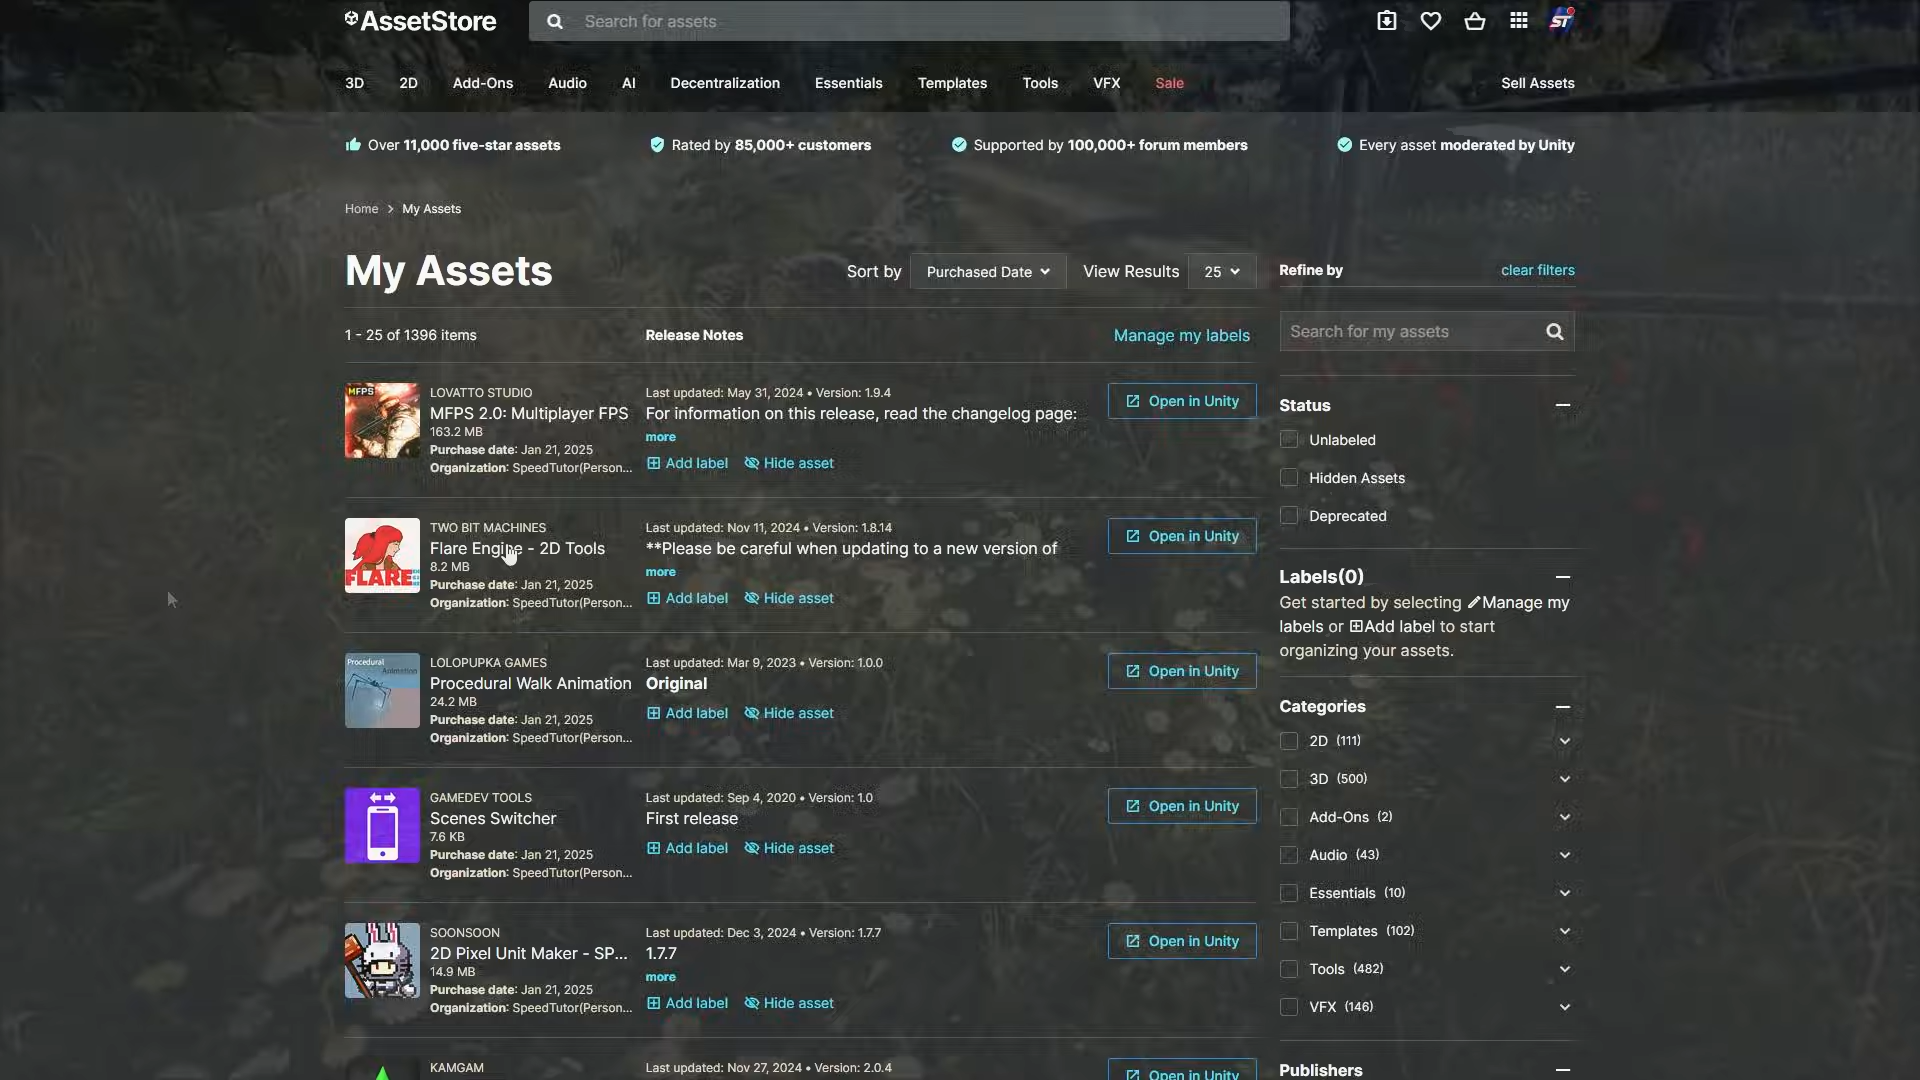 AssetStore
Search for assets
ST
3D 2D Add-Ons Audio AI Decentralization Essentials Templates Tools VFX Sale Sell Assets
Over 11,000 five-star assets Rated by 85,000+ customers Supported by 100,000+ forum members Every asset moderated by Unity
Home > My Assets
My Assets
Sort by Purchased Date View Results 25
1 - 25 of 1396 items Release Notes Manage my labels
MFPS
LOVATTO STUDIO
MFPS 2.0: Multiplayer FPS
163.2 MB
Purchase date: Jan 21, 2025
Organization: SpeedTutor(Person...
Last updated: May 31, 2024 • Version: 1.9.4
For information on this release, read the changelog page:
more
Add label Hide asset
Open in Unity
FLARE
TWO BIT MACHINES
Flare Engine - 2D Tools
8.2 MB
Purchase date: Jan 21, 2025
Organization: SpeedTutor(Person...
Last updated: Nov 11, 2024 • Version: 1.8.14
**Please be careful when updating to a new version of
more
Add label Hide asset
Open in Unity
Procedural
Animation
LOLOPUPKA GAMES
Procedural Walk Animation
24.2 MB
Purchase date: Jan 21, 2025
Organization: SpeedTutor(Person...
Last updated: Mar 9, 2023 • Version: 1.0.0
Original
Add label Hide asset
Open in Unity
GAMEDEV TOOLS
Scenes Switcher
7.6 KB
Purchase date: Jan 21, 2025
Organization: SpeedTutor(Person...
Last updated: Sep 4, 2020 • Version: 1.0
First release
Add label Hide asset
Open in Unity
SOONSOON
2D Pixel Unit Maker - SP...
14.9 MB
Purchase date: Jan 21, 2025
Organization: SpeedTutor(Person...
Last updated: Dec 3, 2024 • Version: 1.7.7
1.7.7
more
Add label Hide asset
Open in Unity
KAMGAM
Last updated: Nov 27, 2024 • Version: 2.0.4
Open in Unity
Refine by clear filters
Search for my assets
Status
Unlabeled
Hidden Assets
Deprecated
Labels(0)
Get started by selecting Manage my
labels or Add label to start
organizing your assets.
Categories
2D (111)
3D (500)
Add-Ons (2)
Audio (43)
Essentials (10)
Templates (102)
Tools (482)
VFX (146)
Publishers